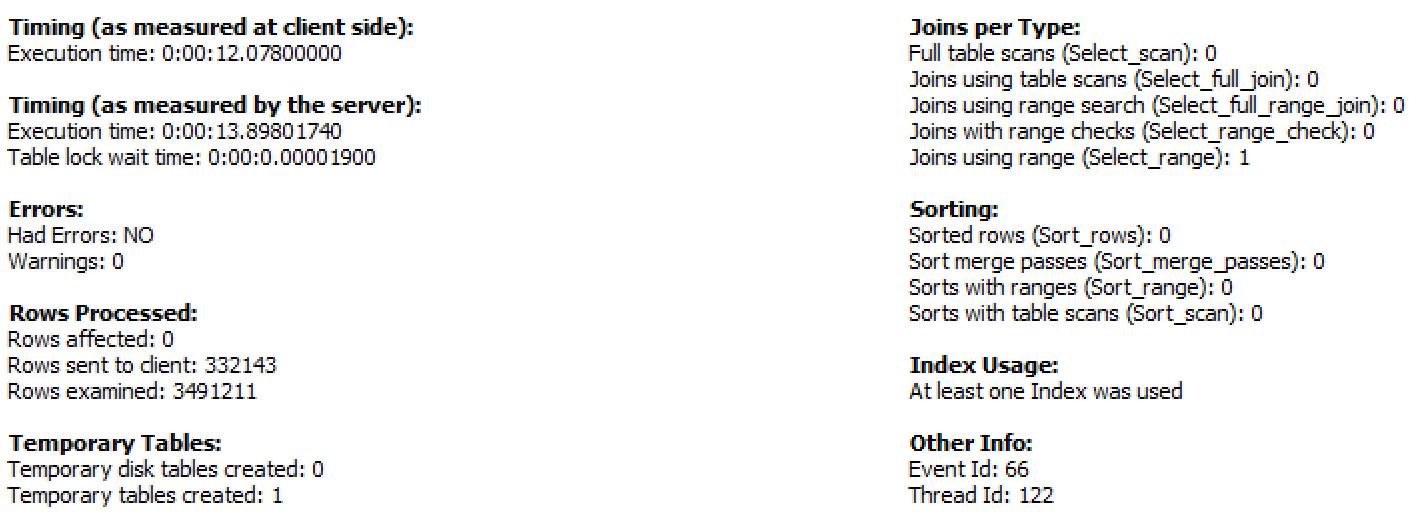 Timing (as measured at client side):
Execution time: 0:00:12.07800000
Timing (as measured by the server):
Execution time: 0:00:13.89801740
Table lock wait time: 0:00:0.00001900
Errors:
Had Errors: NO
Warnings: 0
Rows Processed:
Rows affected: 0
Rows sent to client: 332143
Rows examined: 3491211
Temporary Tables:
Temporary disk tables created: 0
Temporary tables created: 1
Joins per Type:
Full table scans (Select_scan): 0
Joins using table scans (Select_full_join): 0
Joins using range search (Select_full_range_join): 0
Joins with range checks (Select_range_check): 0
Joins using range (Select_range): 1
Sorting:
Sorted rows (Sort_rows): 0
Sort merge passes (Sort_merge_passes): 0
Sorts with ranges (Sort_range): 0
Sorts with table scans (Sort_scan): 0
Index Usage:
At least one Index was used
Other Info:
Event Id: 66
Thread Id: 122